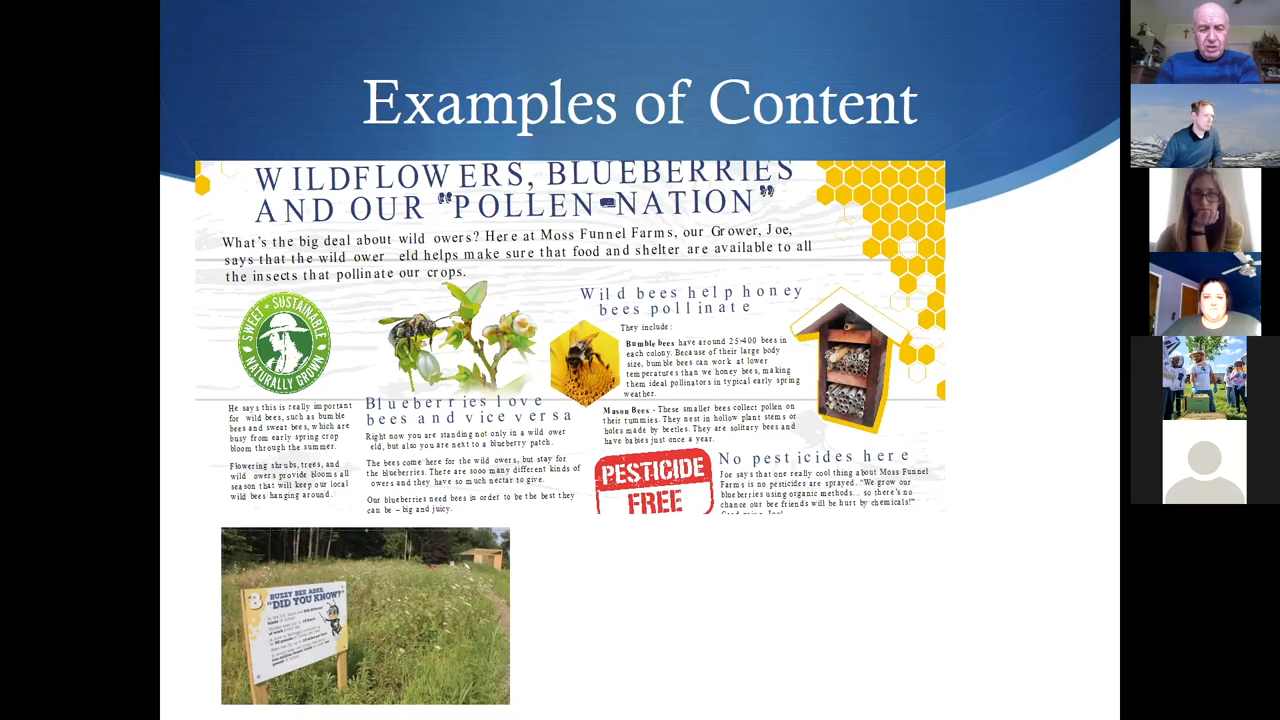 Examples of Content
WILDFLOWERS, BLUEBERRIES
AND OUR "POLLEN-NATION"
What's the big deal about wild owers? Here at Moss Funnel Farms, our Grower, Joe,
says that the wild ower eld helps make sure that food and shelter are available to all
the insects that pollinate our crops.
SWEET + SUSTAINABLE
NATURALLY GROWN
He says this is really important
for wild bees, such as bumble
bees and sweat bees, which are
busy from early spring crop
bloom through the summer.
Flowering shrubs, trees, and
wild owers provide blooms all
season that will keep our local
wild bees hanging around.
Blueberries love
bees and vice versa
Right now you are standing not only in a wild ower
eld, but also you are next to a blueberry patch.
The bees come here for the wild owers, but stay for
the blueberries. There are sooo many different kinds of
owers and they have so much nectar to give.
Our blueberries need bees in order to be the best they
can be – big and juicy.
Wild bees help honey
bees pollinate
They include:
Bumble bees have around 25-400 bees in
each colony. Because of their large body
size, bumble bees can work at lower
temperatures than we honey bees, making
them ideal pollinators in typical early spring
weather.
Mason Bees - These smaller bees collect pollen on
their tummies. They nest in hollow plant stems or
holes made by beetles. They are solitary bees and
have babies just once a year.
PESTICIDE
FREE
No pesticides here
Joe says that one really cool thing about Moss Funnel
Farms is no pesticides are sprayed. "We grow our
blueberries using organic methods... so there's no
chance our bee friends will be hurt by chemicals!"
BUZZY BEE ASKS
"DID YOU KNOW?"